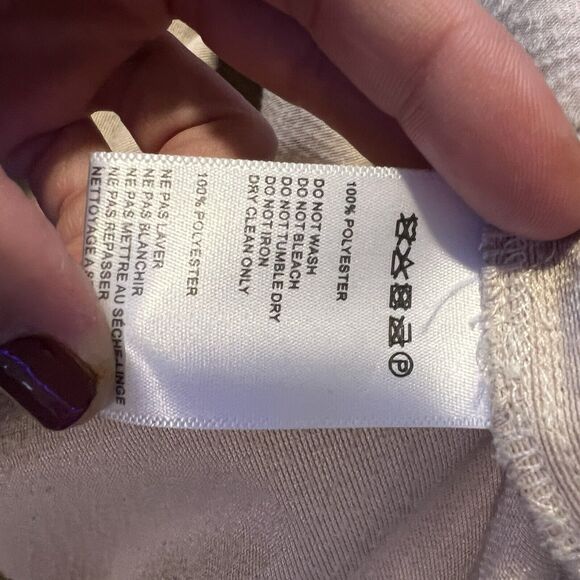 Ⓟ
100% POLYESTER
DO NOT WASH
DO NOT BLEACH
DO NOT TUMBLE DRY
DO NOT IRON
DRY CLEAN ONLY
100% POLYESTER
NE PAS LAVER
NE PAS BLANCHIR
NE PAS METTRE AU SÉCHE-LINGE
NE PAS REPASSER
NETTOYAGE À S